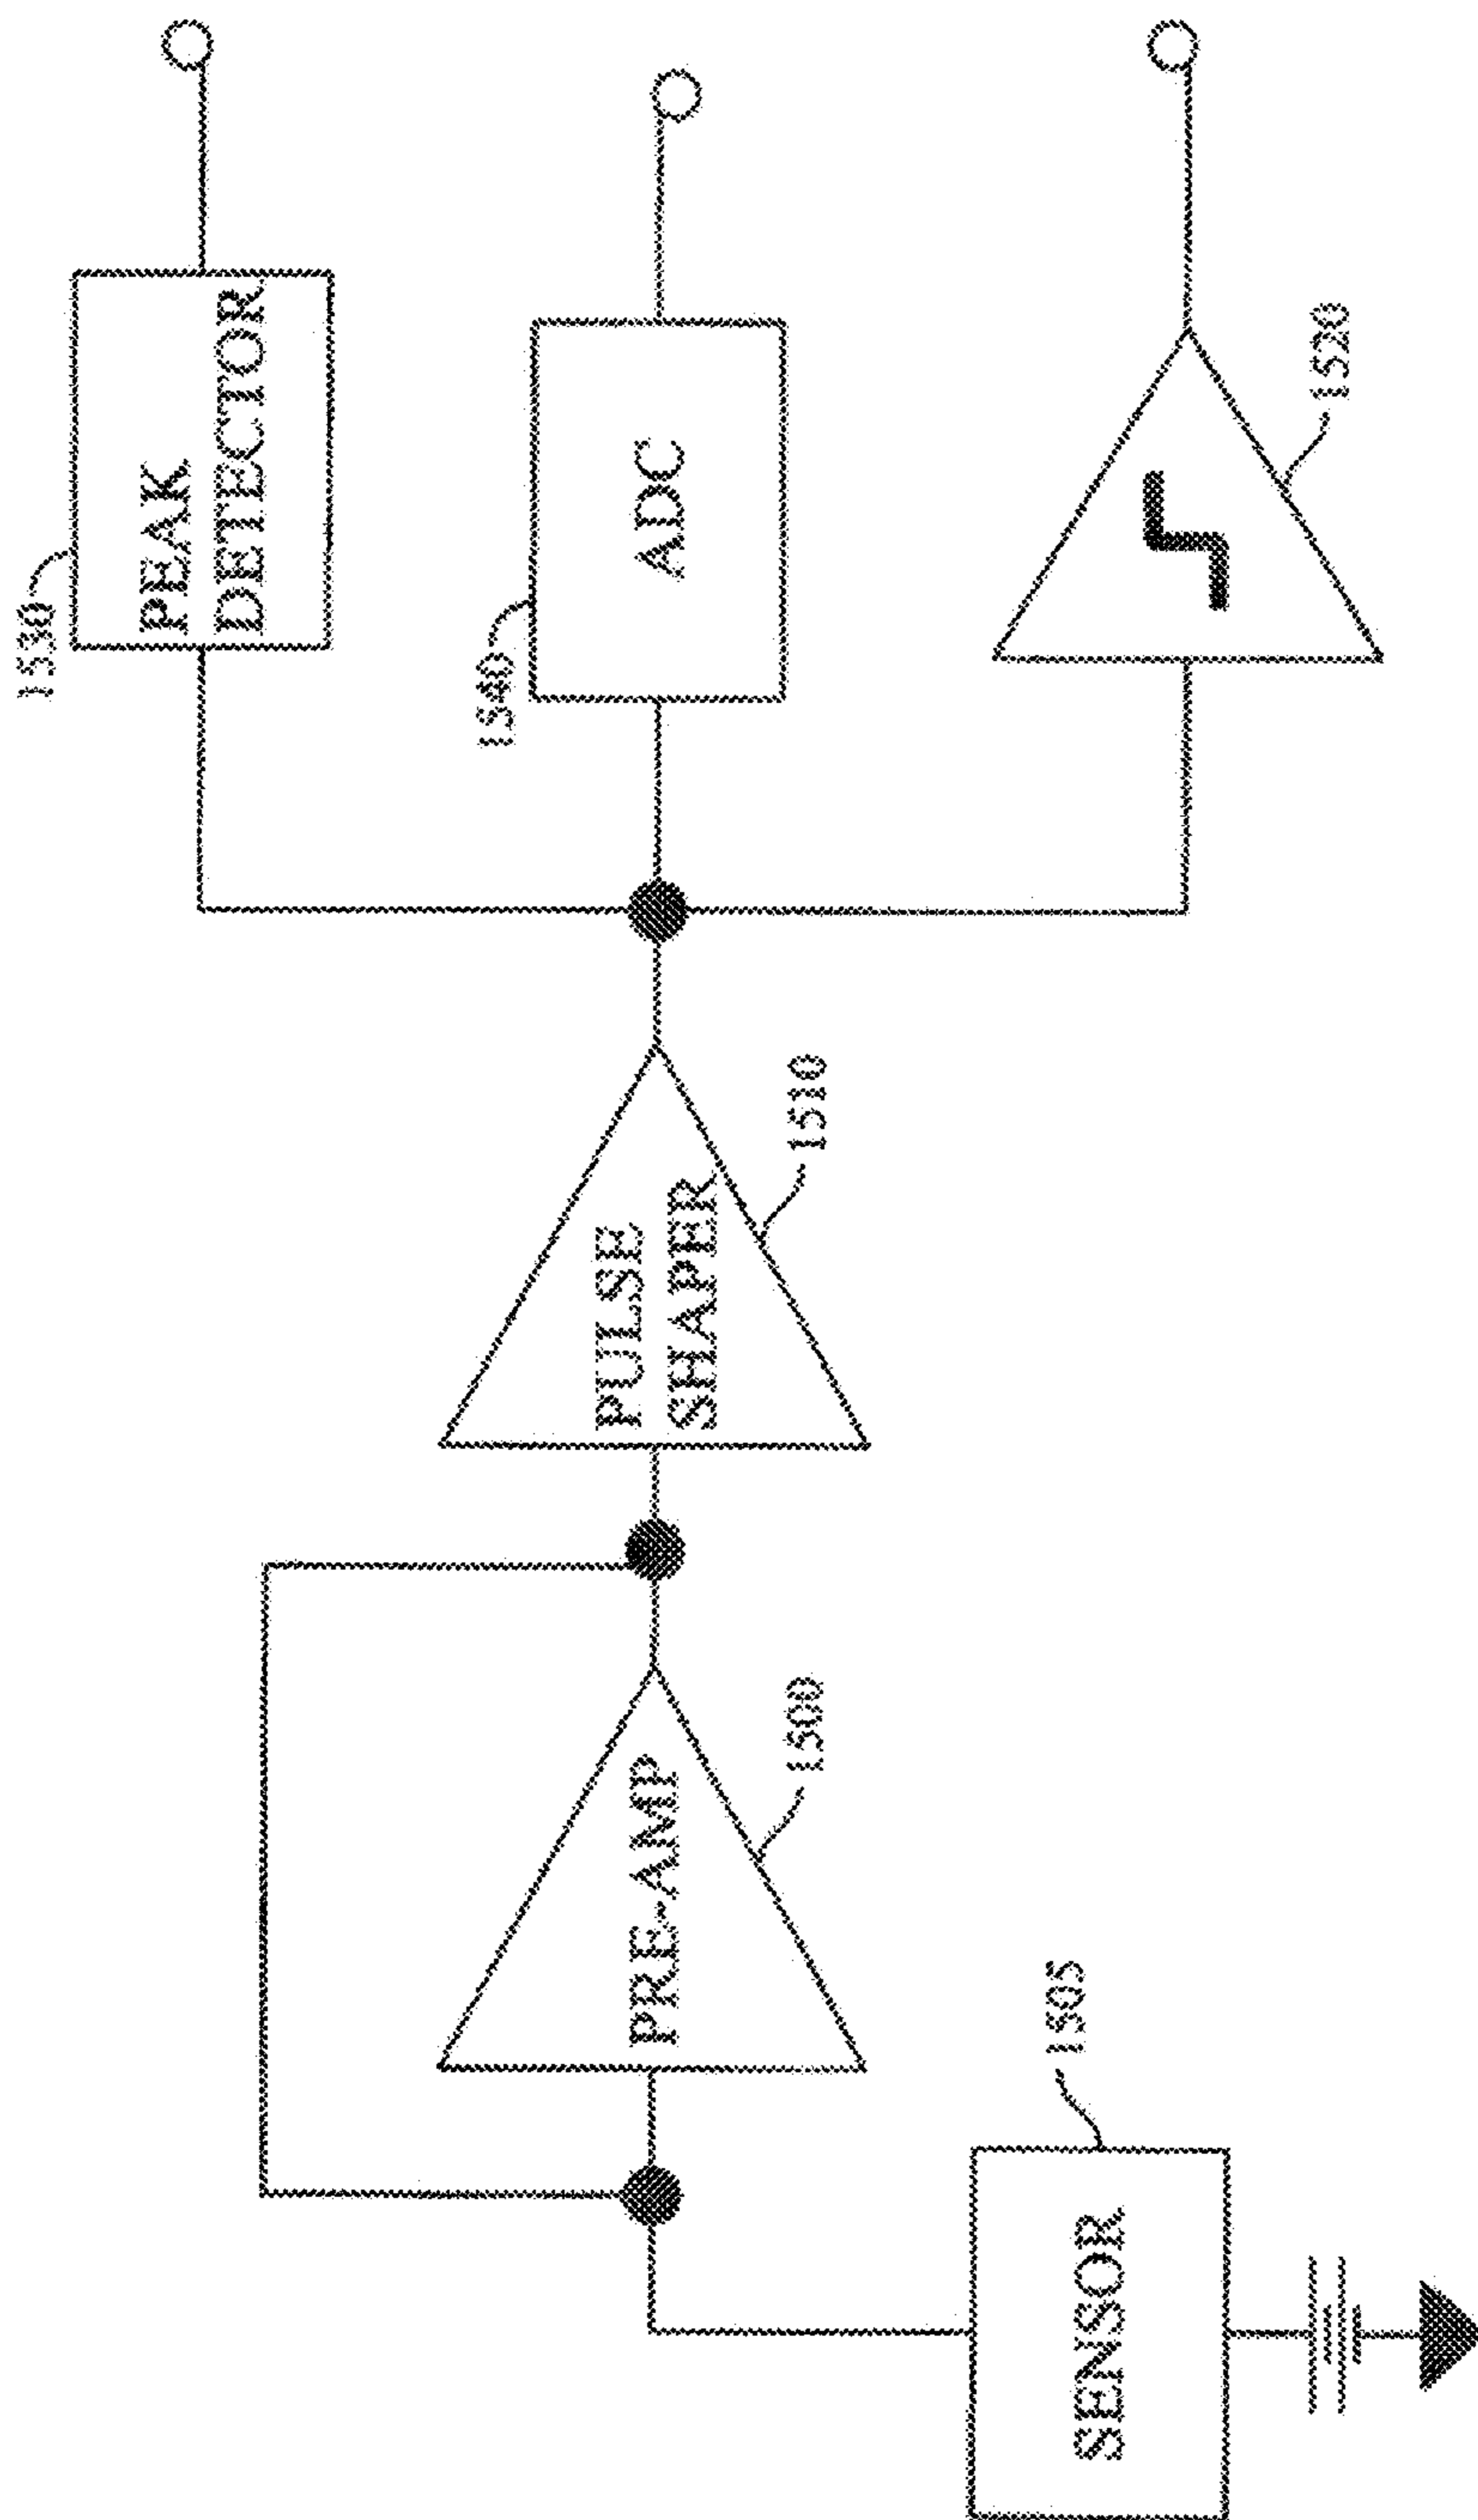 1530
PEAK
DETECTOR
1540
ADC
1520
PULSE
SHAPER
1510
PRE-AMP
1500
SENSOR
1505